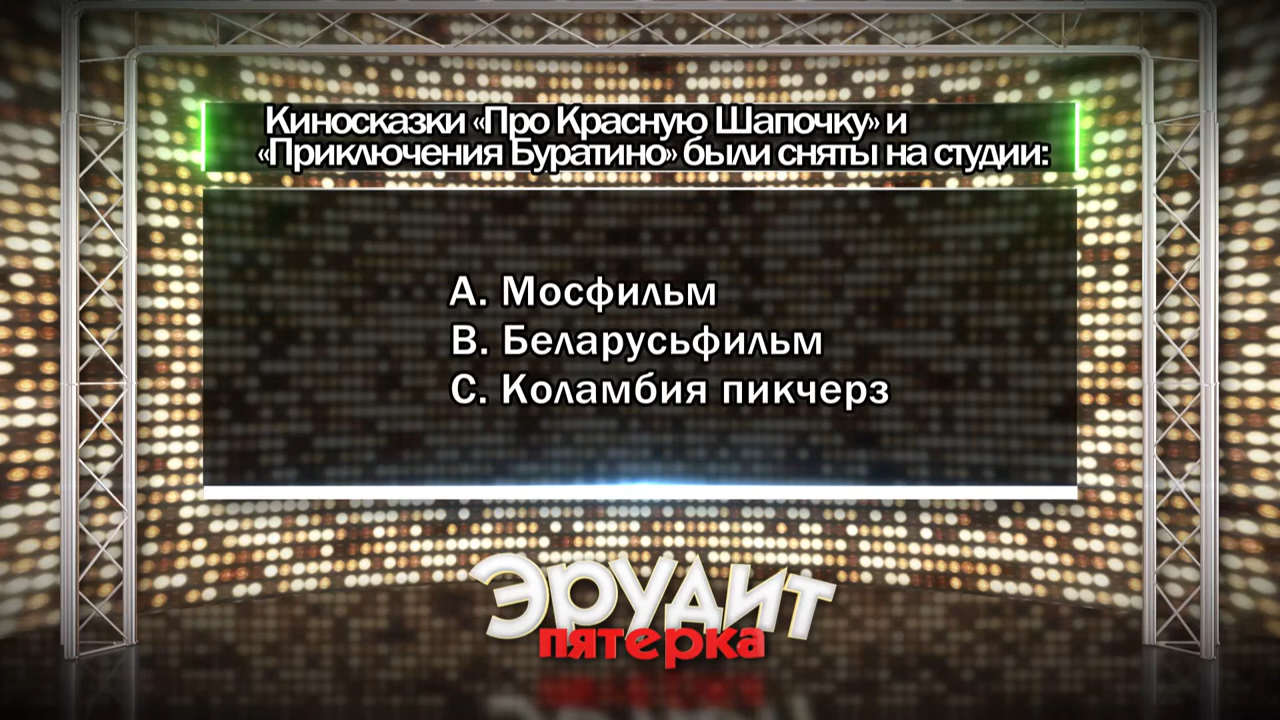 Киносказки «Про Красную Шапочку» и
«Приключения Буратино» были сняты на студии:
А. Мосфильм
В. Беларусьфильм
С. Коламбия пикчерз
Эрудит
пятерка